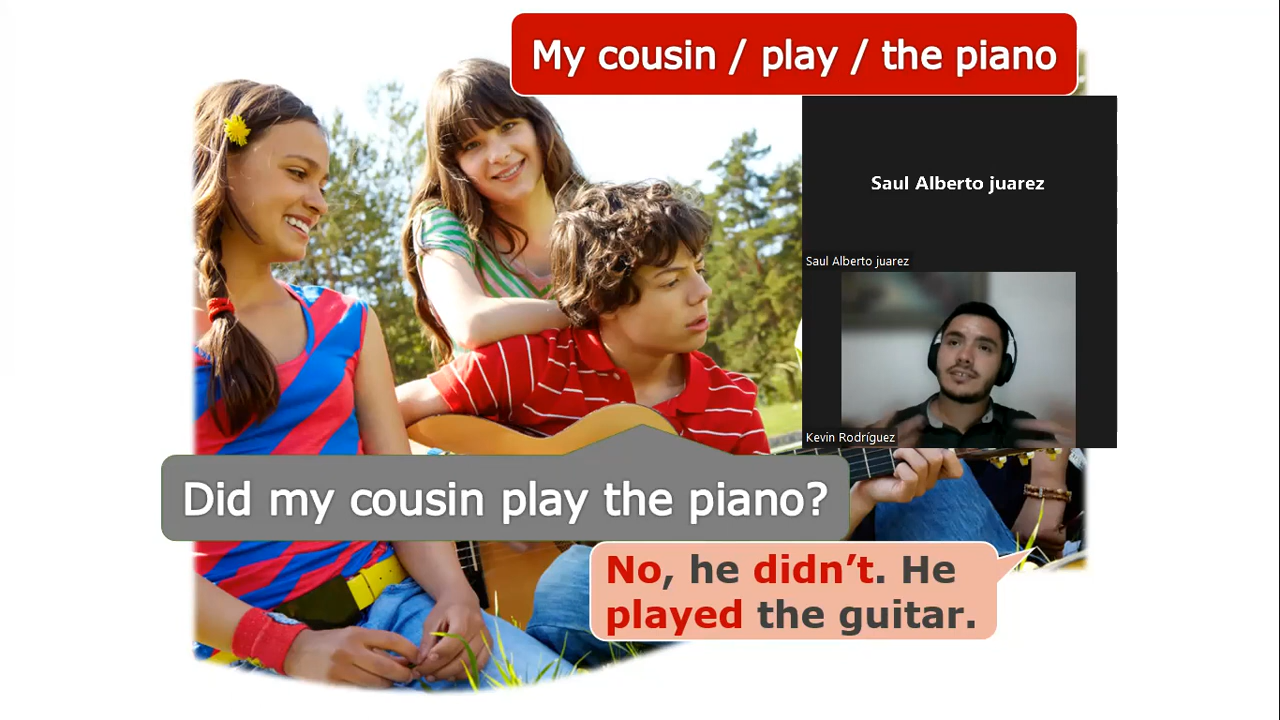 My cousin / play / the piano
Saul Alberto juarez
Saul Alberto juarez
Kevin Rodríguez
Did my cousin play the piano?
No, he didn’t. He
played the guitar.